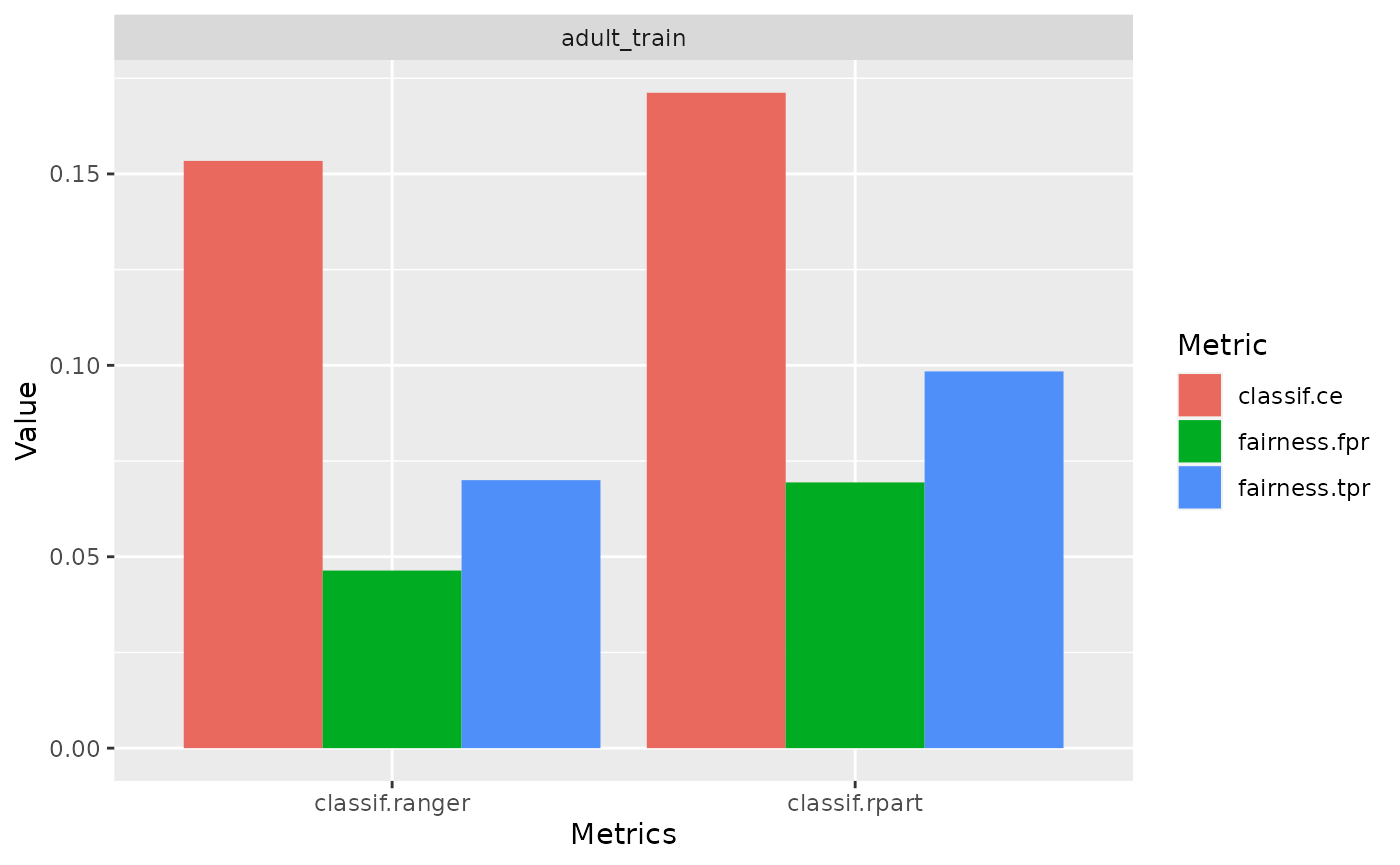 adult_train
Value
0.15
0.10
0.05
0.00
classif.ranger
classif.rpart
Metrics
Metric
classif.ce
fairness.fpr
fairness.tpr